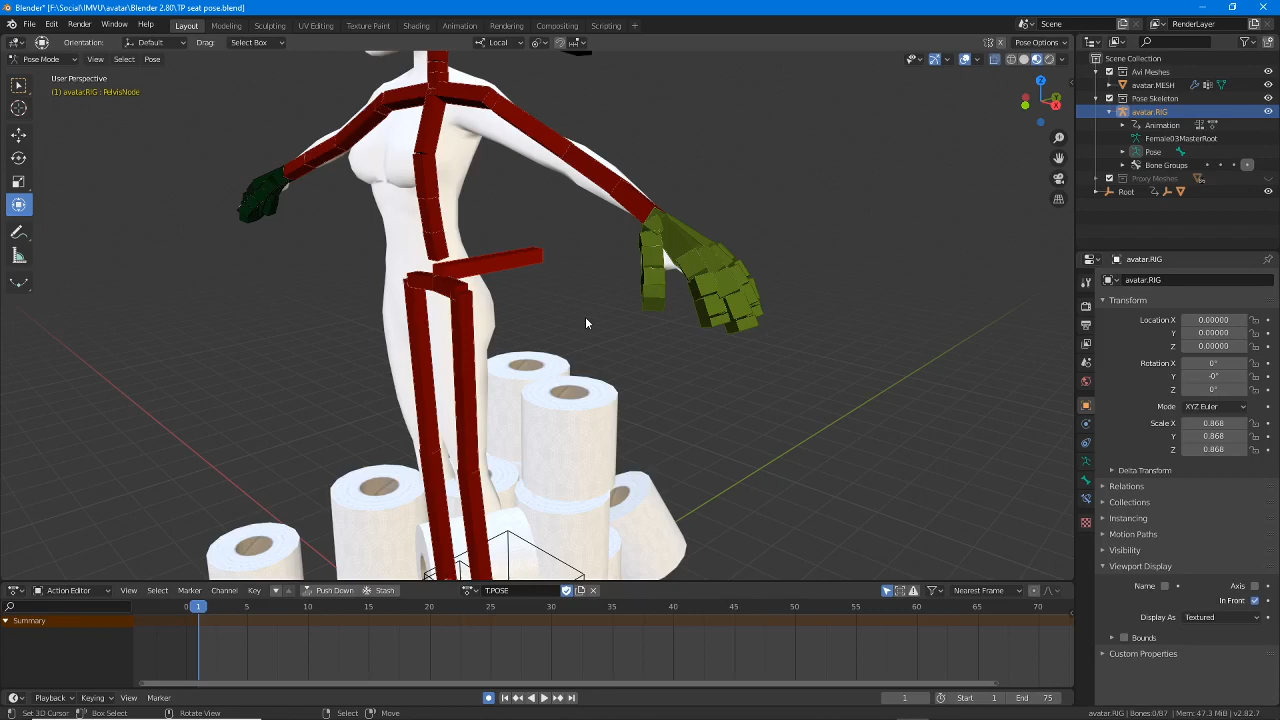 Blender* [F:\Social\IMVU\avatar\Blender 2.80\TP seat pose.blend]
File Edit Render Window Help Layout Modeling Sculpting UV Editing Texture Paint Shading Animation Rendering Compositing Scripting Scene RenderLayer
Orientation: Default Drag: Select Box Local Pose Options
Pose Mode View Select Pose
User Perspective
(1) avatar.RIG : PelvisNode
Z
Y
X
Scene Collection
Avi Meshes
avatar.MESH
Pose Skeleton
avatar.RIG
Animation
Female03MasterRoot
Pose
Bone Groups
Proxy Meshes
Root
avatar.RIG
avatar.RIG
Transform
Location X 0.00000
Y 0.00000
Z 0.00000
Rotation X 0°
Y -0°
Z 0°
Mode XYZ Euler
Scale X 0.868
Y 0.868
Z 0.868
Delta Transform
Relations
Collections
Instancing
Motion Paths
Visibility
Viewport Display
Name Axis
In Front
Display As Textured
Bounds
Custom Properties
Action Editor View Select Marker Channel Key Push Down Stash T.POSE Nearest Frame
0 1 5 10 15 20 25 30 35 40 45 50 55 60 65 70
Summary
Playback Keying View Marker 1 Start 1 End 75
Set 3D Cursor Box Select Rotate View Select Move avatar.RIG | Bones:0/87 | Mem: 47.3 MiB | v2.82.7